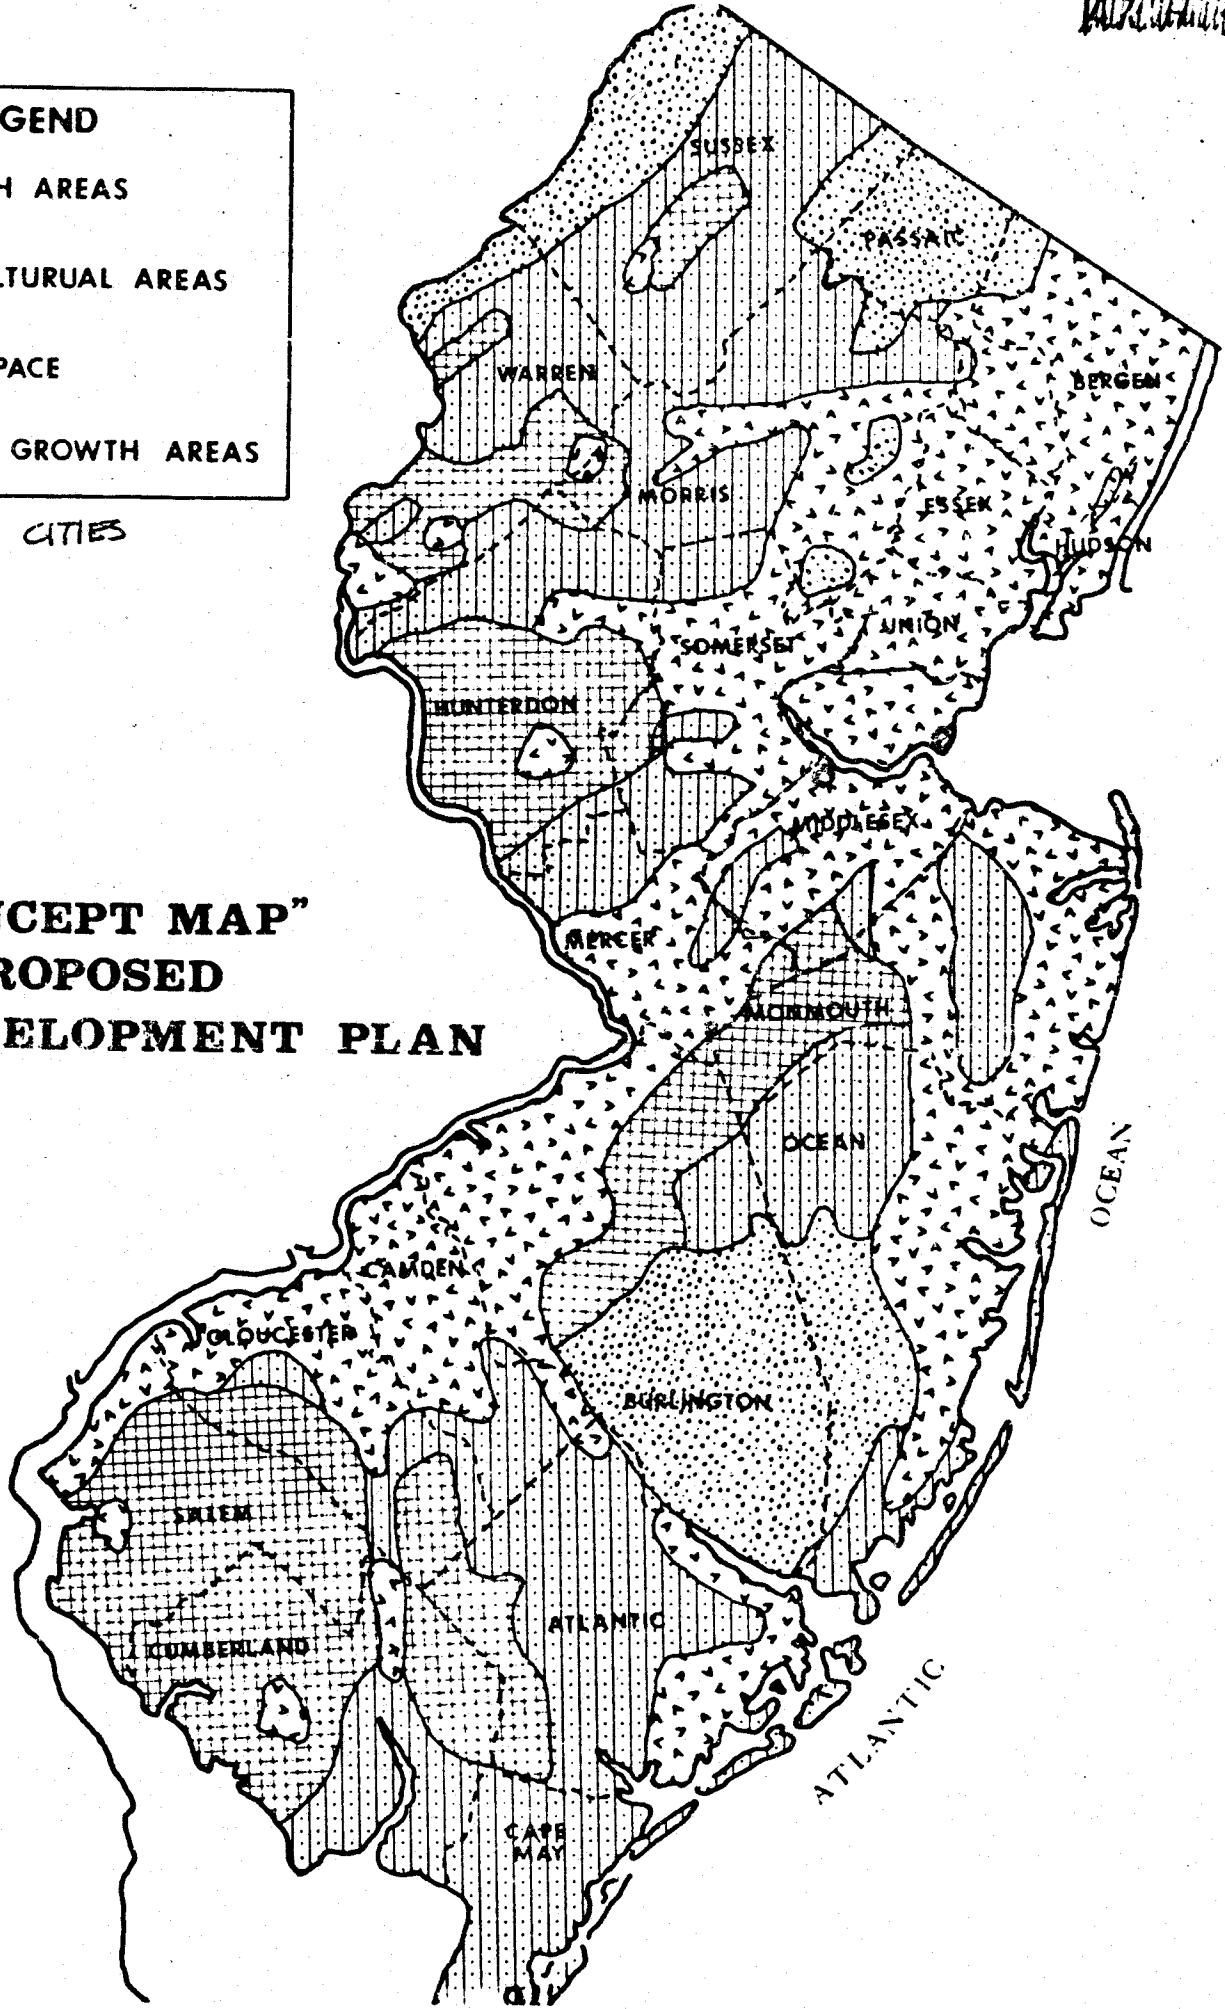 GEND
H AREAS
LTURUAL AREAS
PACE
GROWTH AREAS
CITIES
NCEPT MAP”
ROPOSED
ELOPMENT PLAN
SUSSEX
PASSAIC
WARREN
BERGEN
MORRIS
ESSEX
HUDSON
UNION
SOMERSET
HUNTERDON
MIDDLESEX
MERCER
MONMOUTH
OCEAN
OCEAN
CAMDEN
GLOUCESTER
BURLINGTON
SALEM
ATLANTIC
CUMBERLAND
ATLANTIC
CAPE
MAY